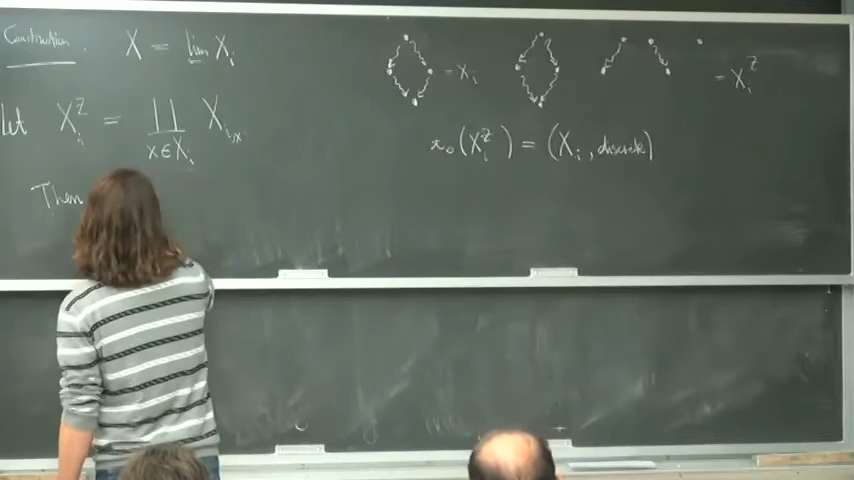 Construction. X = lim X_i
Let X_i^Z = ∐_{x∈X_i} X_{i,x}
Then
= X_i
= X_i^Z
π_0(X_i^Z) = (X_i, discrete)